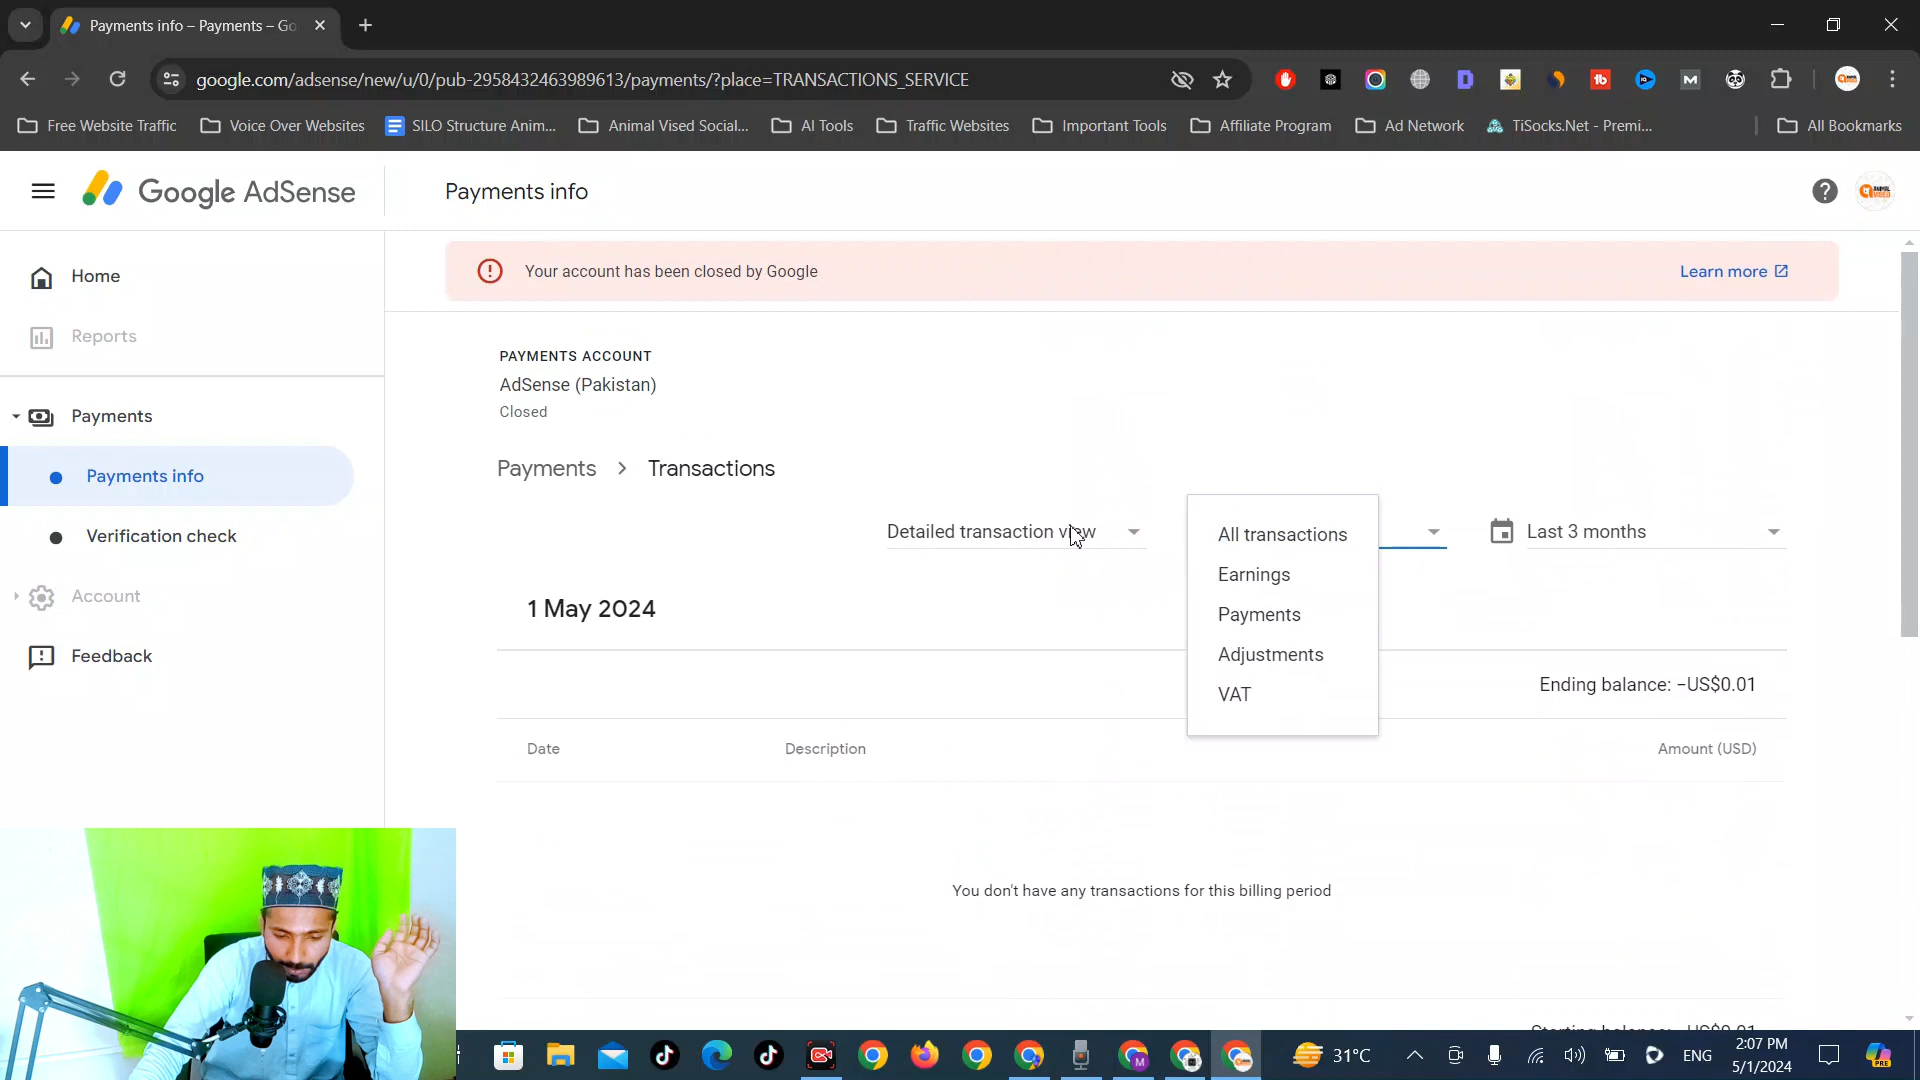 Payments info – Payments – Go
google.com/adsense/new/u/0/pub-2958432463989613/payments/?place=TRANSACTIONS_SERVICE
Free Website Traffic
Voice Over Websites
SILO Structure Anim...
Animal Vised Social...
AI Tools
Traffic Websites
Important Tools
Affiliate Program
Ad Network
TiSocks.Net - Premi...
All Bookmarks
Google AdSense
Payments info
Home
Reports
Payments
Payments info
Verification check
Account
Feedback
Your account has been closed by Google
Learn more
PAYMENTS ACCOUNT
AdSense (Pakistan)
Closed
Payments > Transactions
Detailed transaction view
All transactions
Earnings
Payments
Adjustments
VAT
Last 3 months
1 May 2024
Ending balance: −US$0.01
Date
Description
Amount (USD)
You don't have any transactions for this billing period
31°C
ENG
2:07 PM
5/1/2024